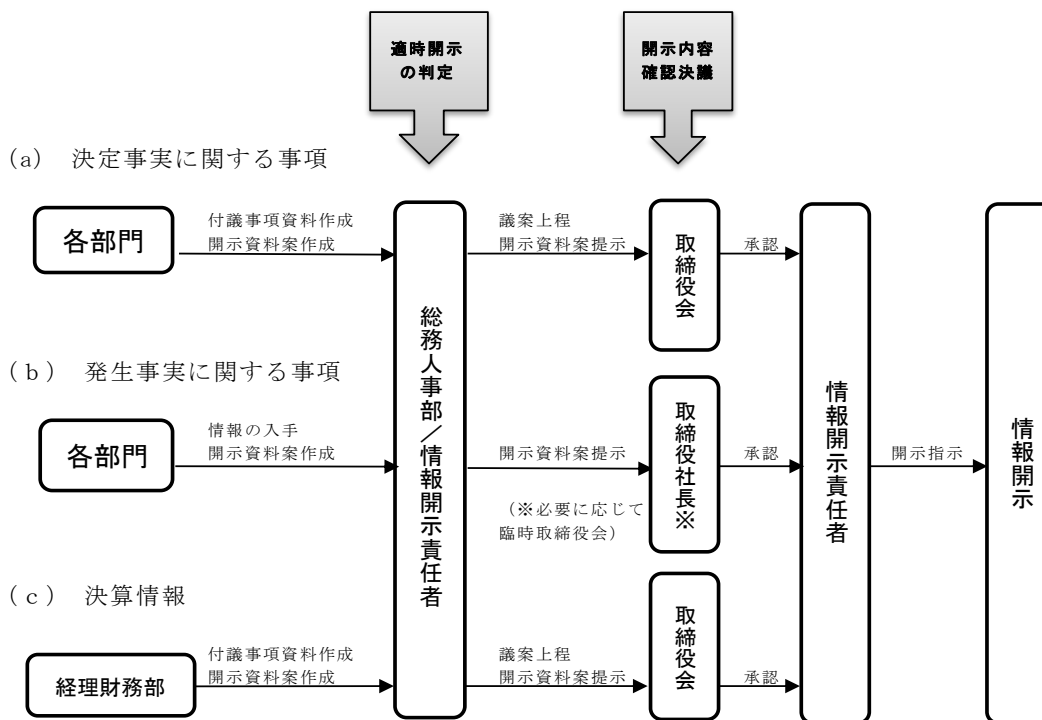 適時開示
の判定
開示内容
確認決議
(a) 決定事実に関する事項
各部門
付議事項資料作成
開示資料案作成
総務人事部／情報開示責任者
議案上程
開示資料案提示
取締役会
承認
情報開示責任者
開示指示
情報開示
(b) 発生事実に関する事項
各部門
情報の入手
開示資料案作成
開示資料案提示
（※必要に応じて
臨時取締役会）
取締役社長※
承認
(c) 決算情報
経理財務部
付議事項資料作成
開示資料案作成
議案上程
開示資料案提示
取締役会
承認